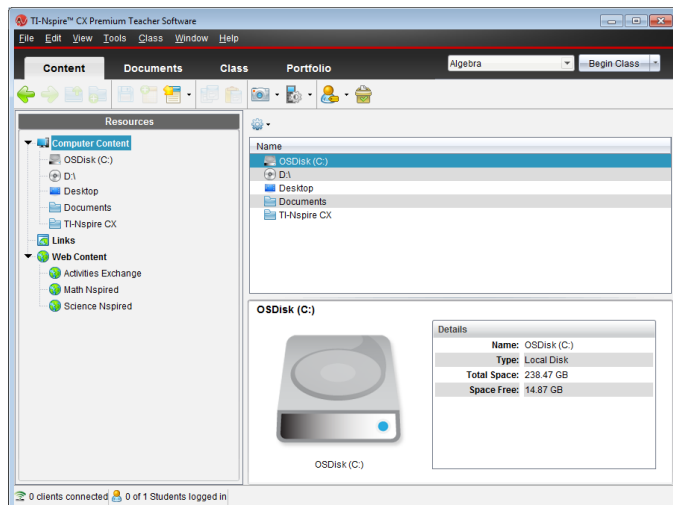 TI-Nspire™ CX Premium Teacher Software
File Edit View Tools Class Window Help
Content Documents Class Portfolio Algebra Begin Class
Resources
Computer Content
OSDisk (C:)
D:\
Desktop
Documents
TI-Nspire CX
Links
Web Content
Activities Exchange
Math Nspired
Science Nspired
Name
OSDisk (C:)
D:\
Desktop
Documents
TI-Nspire CX
OSDisk (C:)
OSDisk (C:)
Details
Name: OSDisk (C:)
Type: Local Disk
Total Space: 238.47 GB
Space Free: 14.87 GB
0 clients connected 0 of 1 Students logged in